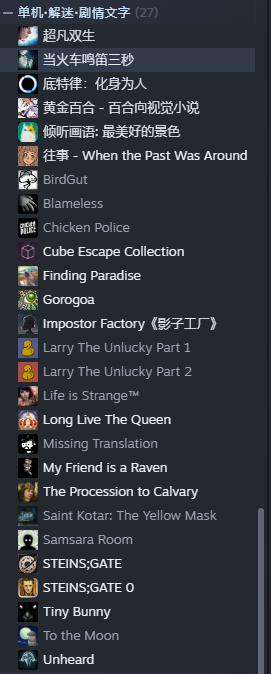 单机·解迷·剧情文字 (27)
超凡双生
当火车鸣笛三秒
底特律：化身为人
黄金百合 - 百合向视觉小说
倾听画语: 最美好的景色
往事 - When the Past Was Around
BirdGut
Blameless
Chicken Police
Cube Escape Collection
Finding Paradise
Gorogoa
Impostor Factory《影子工厂》
Larry The Unlucky Part 1
Larry The Unlucky Part 2
Life is Strange™
Long Live The Queen
Missing Translation
My Friend is a Raven
The Procession to Calvary
Saint Kotar: The Yellow Mask
Samsara Room
STEINS;GATE
STEINS;GATE 0
Tiny Bunny
To the Moon
Unheard